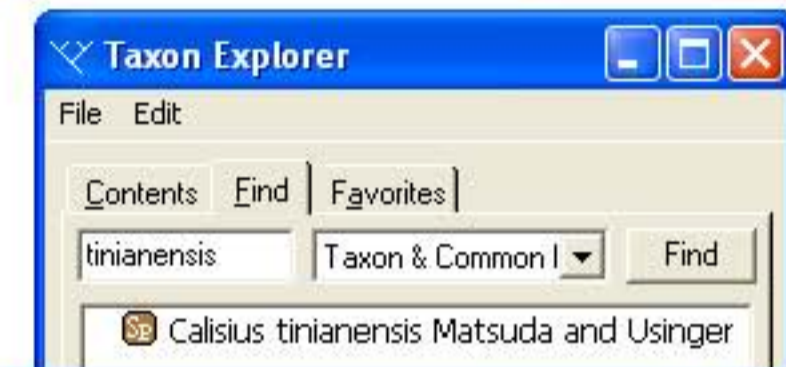 Taxon Explorer
File Edit
Contents Find Favorites
tinianensis Taxon & Common Find
Sp Calisius tinianensis Matsuda and Usinger